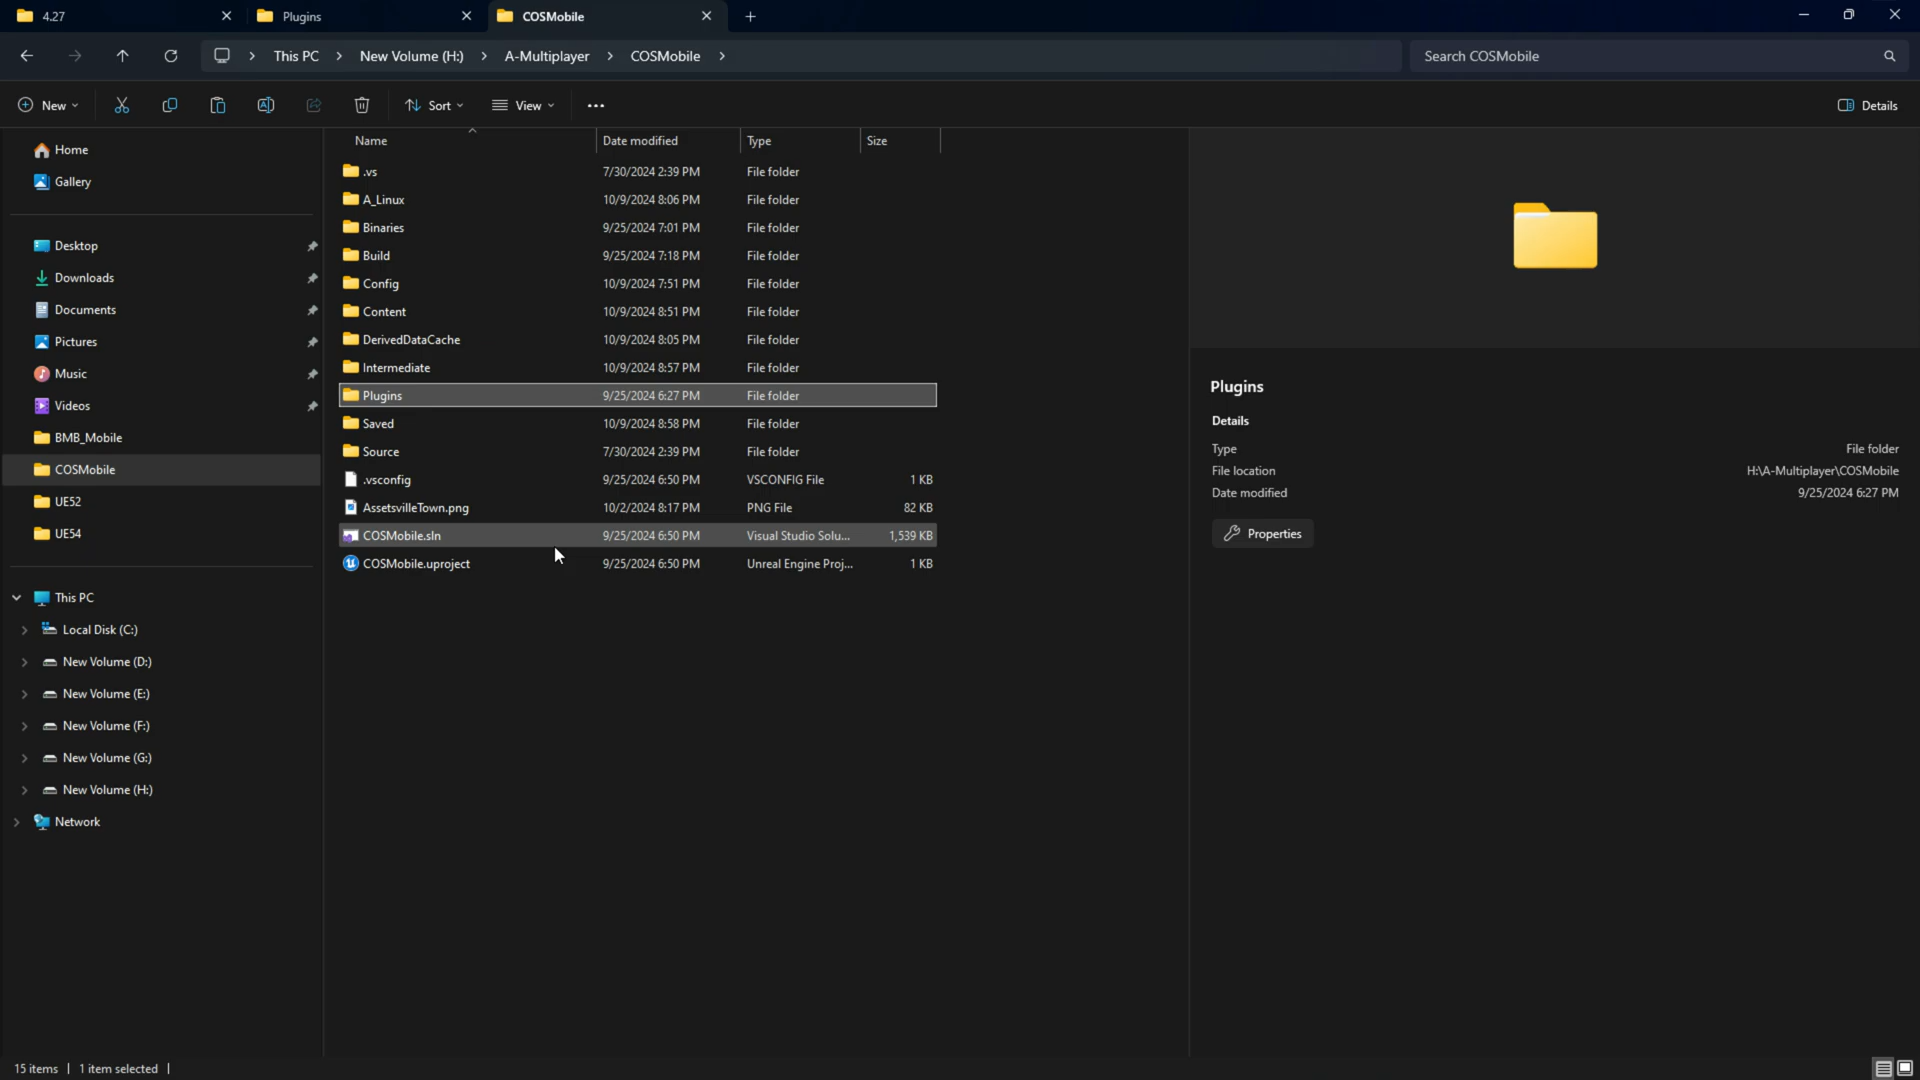 4.27
Plugins
COSMobile
This PC
New Volume (H:)
A-Multiplayer
COSMobile
Search COSMobile
New
Sort
View
Details
Home
Gallery
Desktop
Downloads
Documents
Pictures
Music
Videos
BMB_Mobile
COSMobile
UE52
UE54
This PC
Local Disk (C:)
New Volume (D:)
New Volume (E:)
New Volume (F:)
New Volume (G:)
New Volume (H:)
Network
Name Date modified Type Size
.vs 7/30/2024 2:39 PM File folder
A_Linux 10/9/2024 8:06 PM File folder
Binaries 9/25/2024 7:01 PM File folder
Build 9/25/2024 7:18 PM File folder
Config 10/9/2024 7:51 PM File folder
Content 10/9/2024 8:51 PM File folder
DerivedDataCache 10/9/2024 8:05 PM File folder
Intermediate 10/9/2024 8:57 PM File folder
Plugins 9/25/2024 6:27 PM File folder
Saved 10/9/2024 8:58 PM File folder
Source 7/30/2024 2:39 PM File folder
.vsconfig 9/25/2024 6:50 PM VSCONFIG File 1 KB
AssetsvilleTown.png 10/2/2024 8:17 PM PNG File 82 KB
COSMobile.sln 9/25/2024 6:50 PM Visual Studio Solu... 1,539 KB
COSMobile.uproject 9/25/2024 6:50 PM Unreal Engine Proj... 1 KB
Plugins
Details
Type File folder
File location H:\A-Multiplayer\COSMobile
Date modified 9/25/2024 6:27 PM
Properties
15 items | 1 item selected |